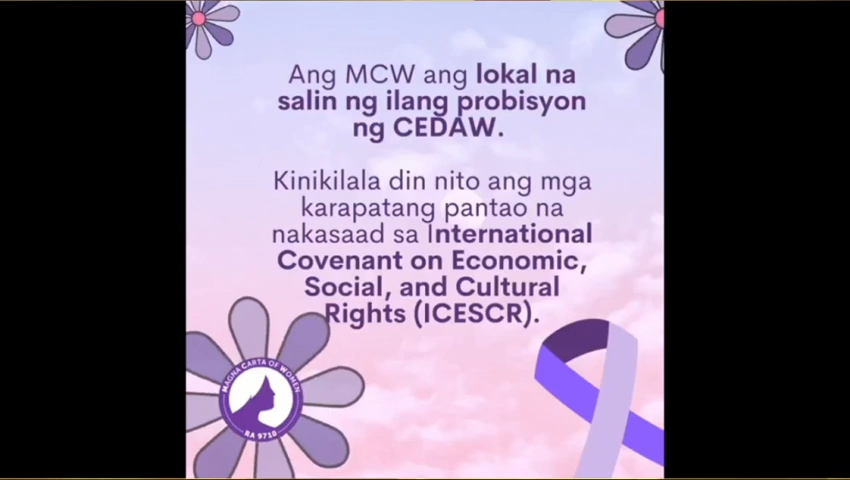 Ang MCW ang lokal na
salin ng ilang probisyon
ng CEDAW.
Kinikilala din nito ang mga
karapatang pantao na
nakasaad sa International
Covenant on Economic,
Social, and Cultural
Rights (ICESCR).
MAGNA CARTA OF WOMEN
RA 9710